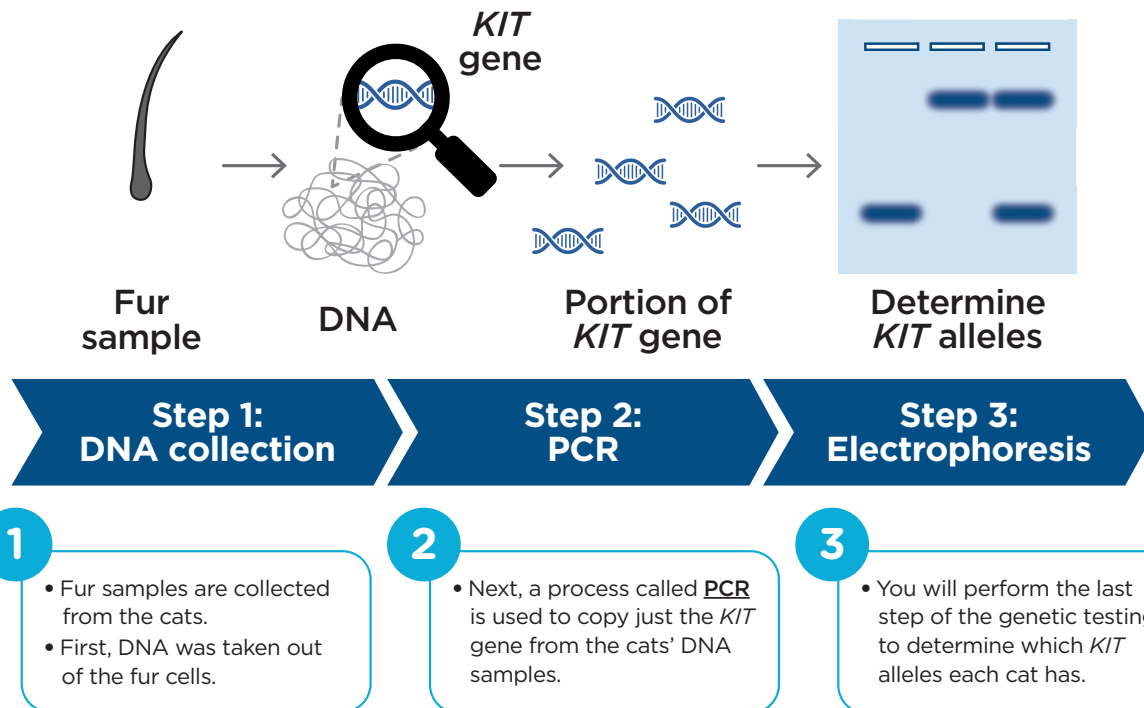 KIT
gene
Fur
sample
DNA
Portion of
KIT gene
Determine
KIT alleles
Step 1:
DNA collection
Step 2:
PCR
Step 3:
Electrophoresis
1
• Fur samples are collected
from the cats.
• First, DNA was taken out
of the fur cells.
2
• Next, a process called PCR
is used to copy just the KIT
gene from the cats’ DNA
samples.
3
• You will perform the last
step of the genetic testing
to determine which KIT
alleles each cat has.